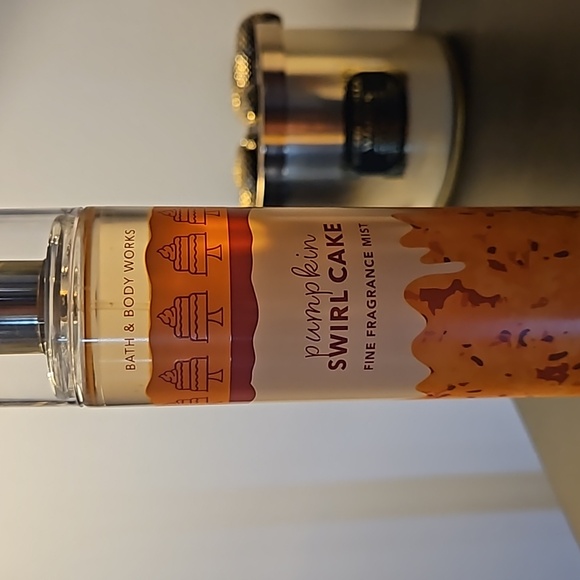 BATH & BODY WORKS
pumpkin
SWIRL CAKE
FINE FRAGRANCE MIST